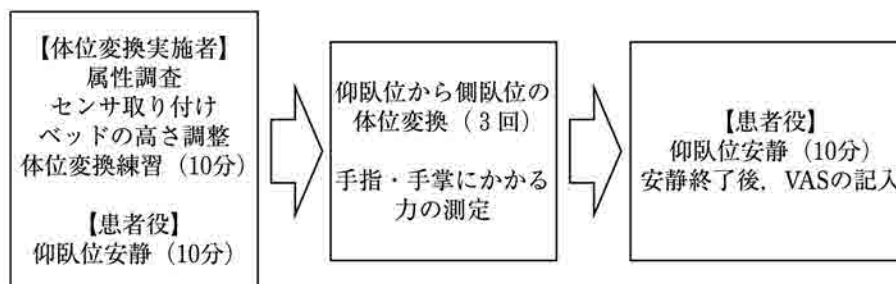 【体位変換実施者】
属性調査
センサ取り付け
ベッドの高さ調整
体位変換練習（10分）
【患者役】
仰臥位安静（10分）
仰臥位から側臥位の
体位変換（３回）
手指・手掌にかかる
力の測定
【患者役】
仰臥位安静（10分）
安静終了後，VASの記入